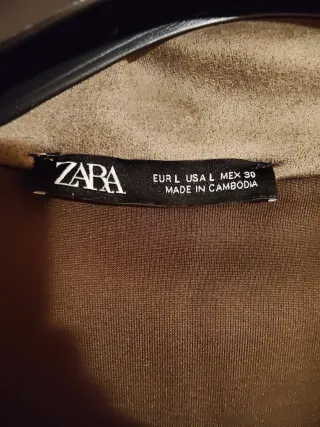 ZARA
EUR L USA L MEX 30
MADE IN CAMBODIA